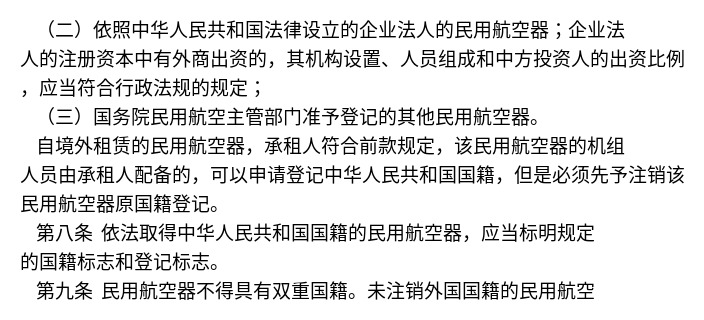 （二）依照中华人民共和国法律设立的企业法人的民用航空器；企业法
人的注册资本中有外商出资的，其机构设置、人员组成和中方投资人的出资比例
，应当符合行政法规的规定；
（三）国务院民用航空主管部门准予登记的其他民用航空器。
自境外租赁的民用航空器，承租人符合前款规定，该民用航空器的机组
人员由承租人配备的，可以申请登记中华人民共和国国籍，但是必须先予注销该
民用航空器原国籍登记。
第八条 依法取得中华人民共和国国籍的民用航空器，应当标明规定
的国籍标志和登记标志。
第九条 民用航空器不得具有双重国籍。未注销外国国籍的民用航空